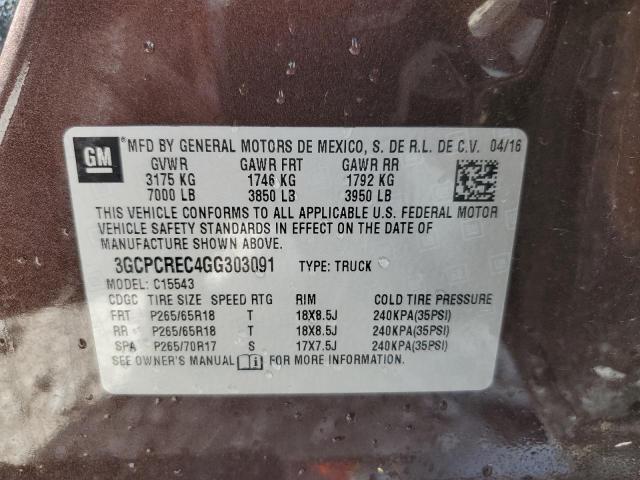 GM ® MFD BY GENERAL MOTORS DE MEXICO, S. DE R.L. DE C.V. 04/16
GVWR GAWR FRT GAWR RR
3175 KG 1746 KG 1792 KG
7000 LB 3850 LB 3950 LB
THIS VEHICLE CONFORMS TO ALL APPLICABLE U.S. FEDERAL MOTOR
VEHICLE SAFETY STANDARDS IN EFFECT ON THE DATE OF
MANUFACTURE SHOWN ABOVE.
3GCPCREC4GG303091 TYPE: TRUCK
MODEL: C15543
CDGC TIRE SIZE SPEED RTG RIM COLD TIRE PRESSURE
FRT P265/65R18 T 18X8.5J 240KPA(35PSI)
RR P265/65R18 T 18X8.5J 240KPA(35PSI)
SPA P265/70R17 S 17X7.5J 240KPA(35PSI)
SEE OWNER'S MANUAL FOR MORE INFORMATION.